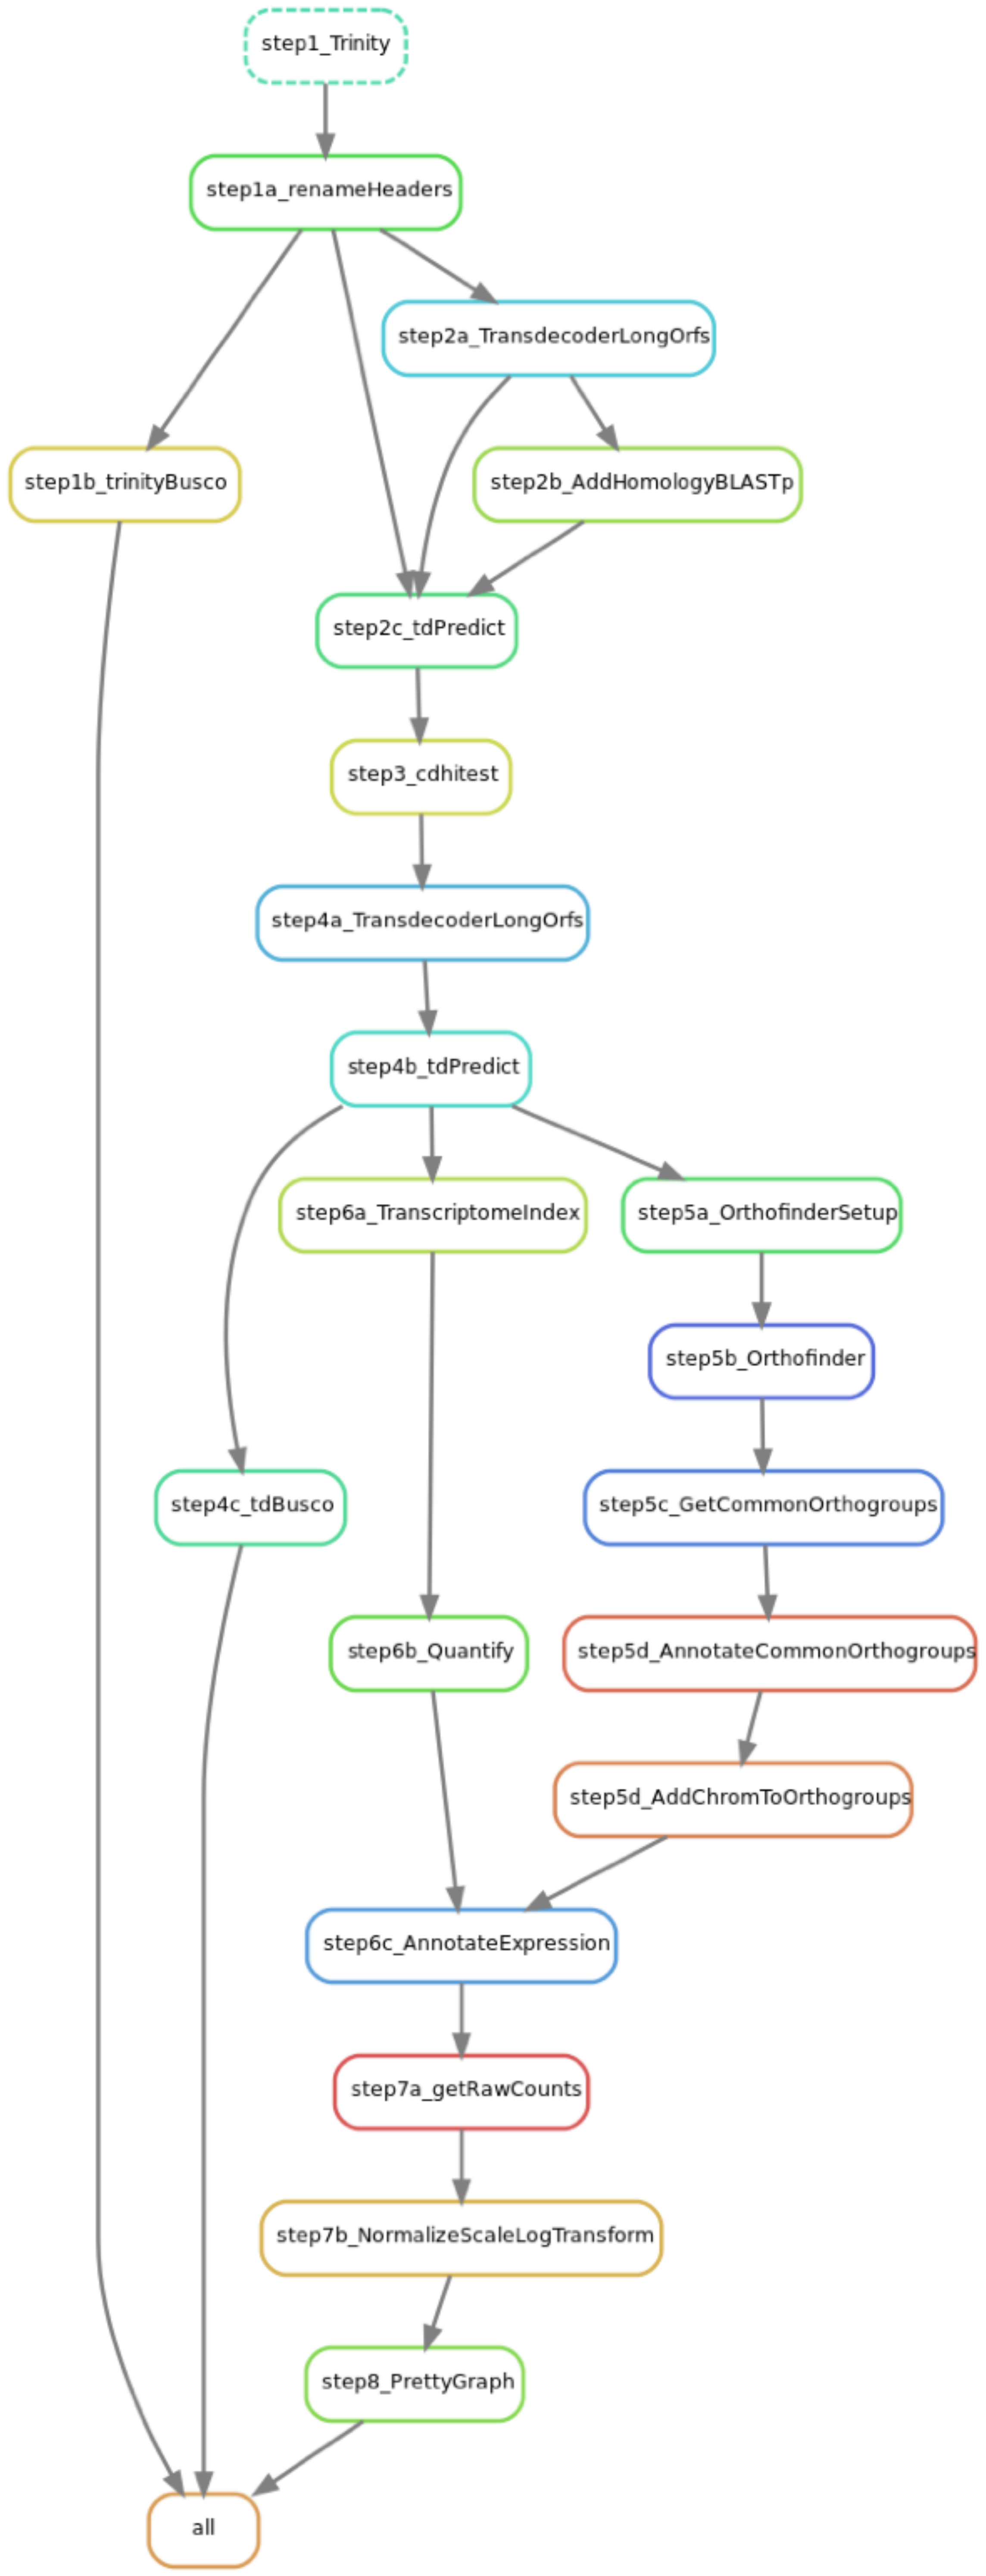 step1_Trinity
step1a_renameHeaders
step2a_TransdecoderLongOrfs
step1b_trinityBusco
step2b_AddHomologyBLASTp
step2c_tdPredict
step3_cdhitest
step4a_TransdecoderLongOrfs
step4b_tdPredict
step6a_TranscriptomeIndex
step5a_OrthofinderSetup
step5b_Orthofinder
step4c_tdBusco
step5c_GetCommonOrthogroups
step6b_Quantify
step5d_AnnotateCommonOrthogroups
step5d_AddChromToOrthogroups
step6c_AnnotateExpression
step7a_getRawCounts
step7b_NormalizeScaleLogTransform
step8_PrettyGraph
all